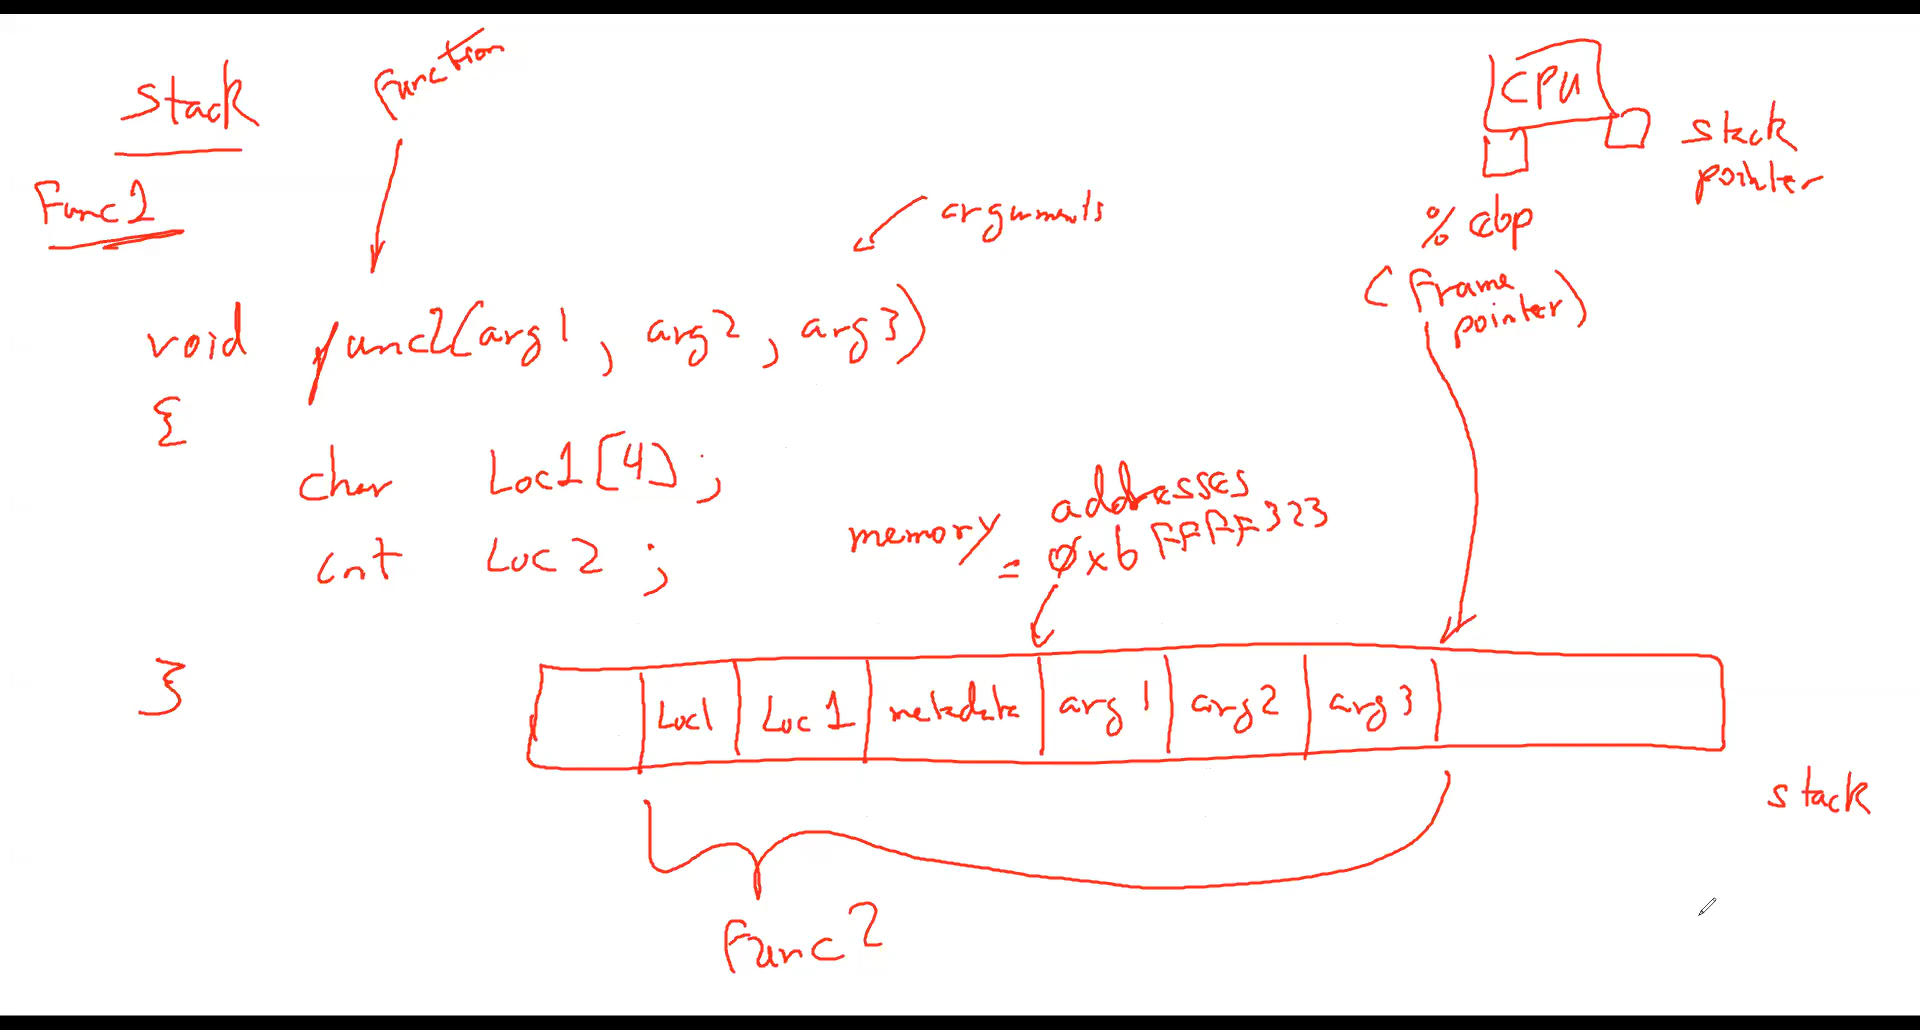 Stack
Function
CPU
stack
pointer
Func2
arguments
% ebp
(Frame
pointer)
void func2(arg1, arg2, arg3)
{
char Loc1[4];
int Loc2;
memory addresses
= 0x6FFFFF323
}
Loc1 Loc1 metadata arg1 arg2 arg3
stack
Func2